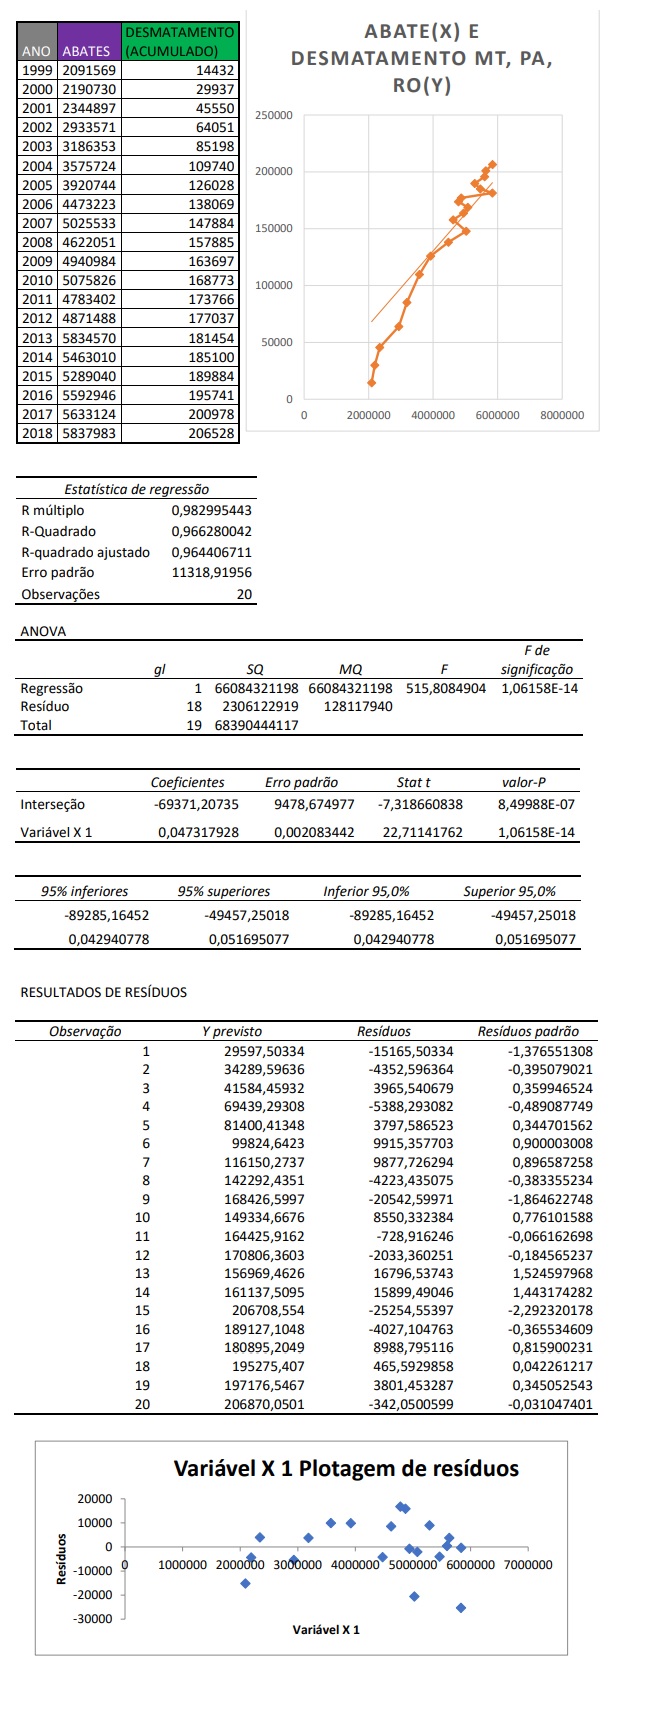 ANO ABATES DESMATAMENTO (ACUMULADO)
1999 2091569 14432
2000 2190730 29937
2001 2344897 45550
2002 2933571 64051
2003 3186353 85198
2004 3575724 109740
2005 3920744 126028
2006 4473223 138069
2007 5025533 147884
2008 4622051 157885
2009 4940984 163697
2010 5075826 168773
2011 4783402 173766
2012 4871488 177037
2013 5834570 181454
2014 5463010 185100
2015 5289040 189884
2016 5592946 195741
2017 5633124 200978
2018 5837983 206528
ABATE(X) E
DESMATAMENTO MT, PA,
RO(Y)
250000
200000
150000
100000
50000
0
0 2000000 4000000 6000000 8000000
Estatística de regressão
R múltiplo 0,982995443
R-Quadrado 0,966280042
R-quadrado ajustado 0,964406711
Erro padrão 11318,91956
Observações 20
ANOVA
gl SQ MQ F F de significação
Regressão 1 66084321198 66084321198 515,8084904 1,06158E-14
Resíduo 18 2306122919 128117940
Total 19 68390444117
Coeficientes Erro padrão Stat t valor-P
Interseção -69371,20735 9478,674977 -7,318660838 8,49988E-07
Variável X 1 0,047317928 0,002083442 22,71141762 1,06158E-14
95% inferiores 95% superiores Inferior 95,0% Superior 95,0%
-89285,16452 -49457,25018 -89285,16452 -49457,25018
0,042940778 0,051695077 0,042940778 0,051695077
RESULTADOS DE RESÍDUOS
Observação Y previsto Resíduos Resíduos padrão
1 29597,50334 -15165,50334 -1,376551308
2 34289,59636 -4352,596364 -0,395079021
3 41584,45932 3965,540679 0,359946524
4 69439,29308 -5388,293082 -0,489087749
5 81400,41348 3797,586523 0,344701562
6 99824,6423 9915,357703 0,900003008
7 116150,2737 9877,726294 0,896587258
8 142292,4351 -4223,435075 -0,383355234
9 168426,5997 -20542,59971 -1,864622748
10 149334,6676 8550,332384 0,776101588
11 164425,9162 -728,916246 -0,066162698
12 170806,3603 -2033,360251 -0,184565237
13 156969,4626 16796,53743 1,524597968
14 161137,5095 15899,49046 1,443174282
15 206708,554 -25254,55397 -2,292320178
16 189127,1048 -4027,104763 -0,365534609
17 180895,2049 8988,795116 0,815900231
18 195275,407 465,5929858 0,042261217
19 197176,5467 3801,453287 0,345052543
20 206870,0501 -342,0500599 -0,031047401
Variável X 1 Plotagem de resíduos
Resíduos
20000
10000
0
-10000
-20000
-30000
0 1000000 2000000 3000000 4000000 5000000 6000000 7000000
Variável X 1